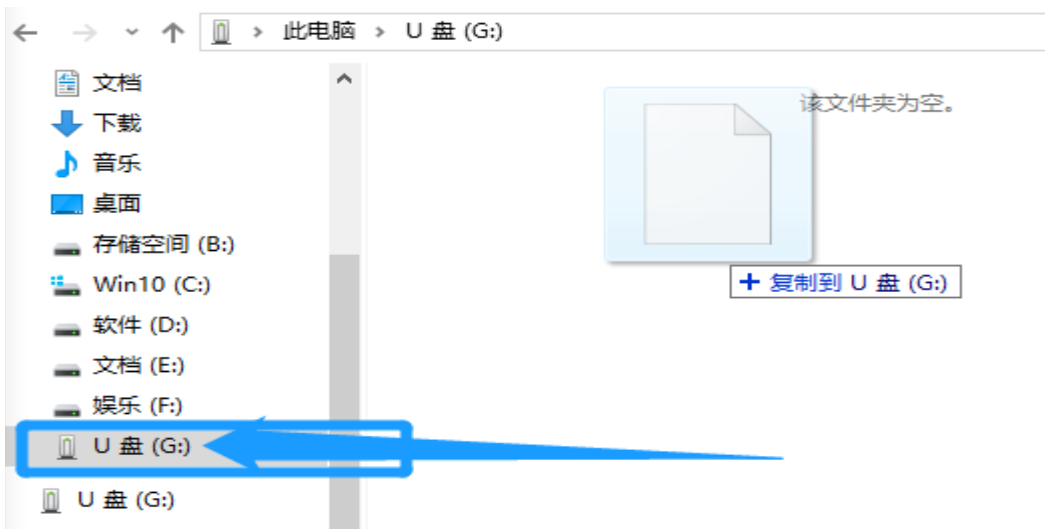 此电脑 > U 盘 (G:)
文档
该文件夹为空。
下载
音乐
桌面
存储空间 (B:)
Win10 (C:)
+ 复制到 U 盘 (G:)
软件 (D:)
文档 (E:)
娱乐 (F:)
U 盘 (G:)
U 盘 (G:)